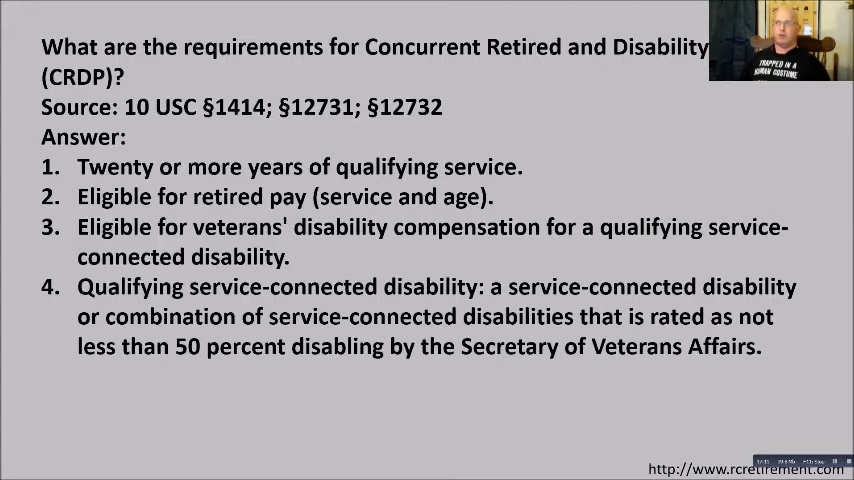 What are the requirements for Concurrent Retired and Disability
(CRDP)?
Source: 10 USC §1414; §12731; §12732
Answer:
1. Twenty or more years of qualifying service.
2. Eligible for retired pay (service and age).
3. Eligible for veterans' disability compensation for a qualifying service-
connected disability.
4. Qualifying service-connected disability: a service-connected disability
or combination of service-connected disabilities that is rated as not
less than 50 percent disabling by the Secretary of Veterans Affairs.
TRAPPED IN A
HUMAN COSTUME
http://www.rcretirement.com